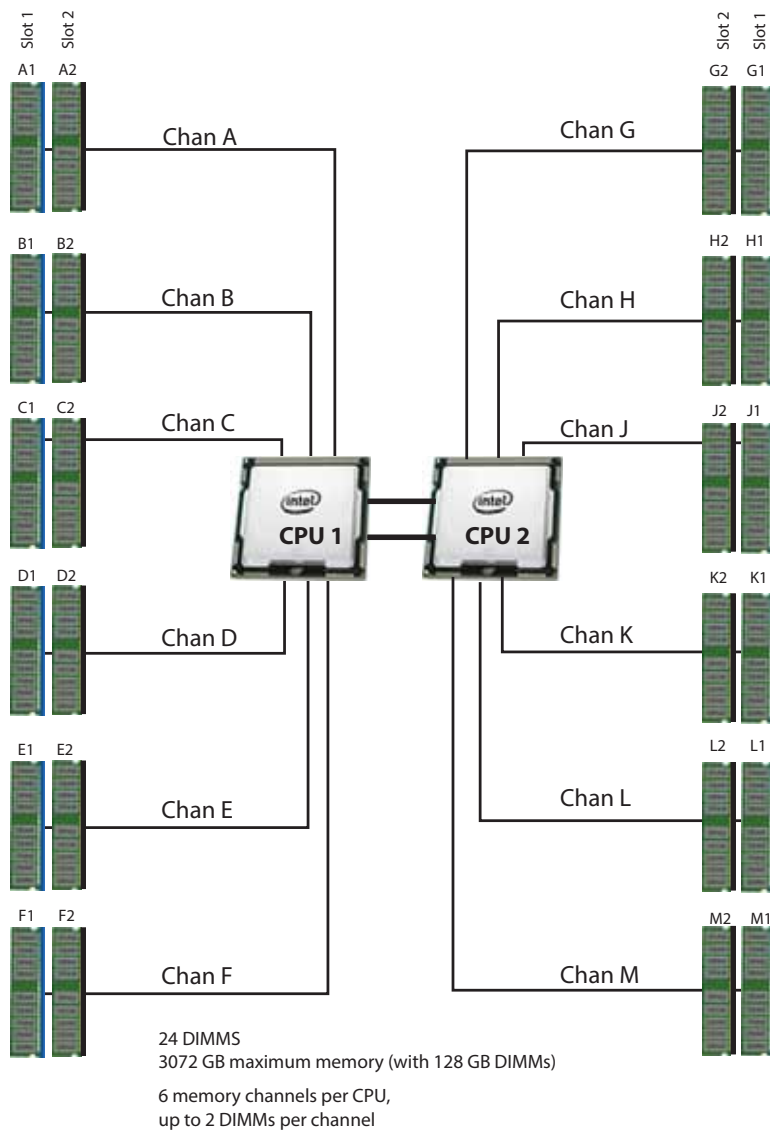 Slot 1
Slot 2
Slot 2
Slot 1
A1 A2
G2 G1
Chan A
Chan G
B1 B2
H2 H1
Chan B
Chan H
C1 C2
J2 J1
Chan C
Chan J
intel
CPU 1
intel
CPU 2
D1 D2
K2 K1
Chan D
Chan K
E1 E2
L2 L1
Chan E
Chan L
F1 F2
M2 M1
Chan F
Chan M
24 DIMMS
3072 GB maximum memory (with 128 GB DIMMs)
6 memory channels per CPU,
up to 2 DIMMs per channel